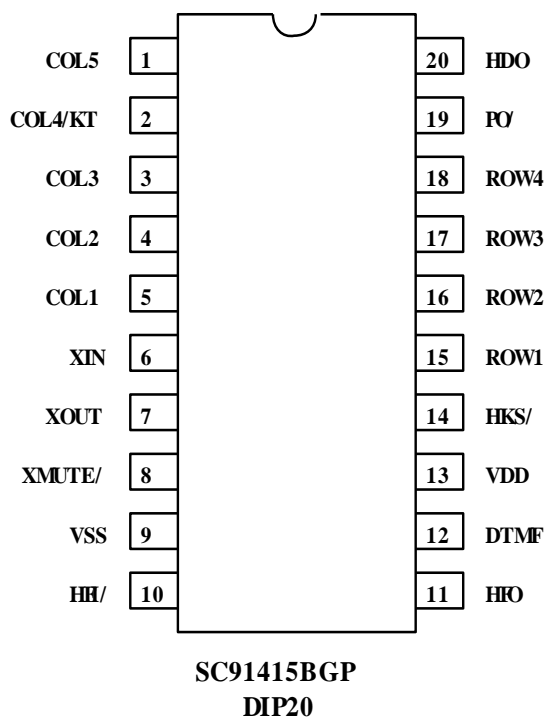 COL5 1 20 HDO
COL4/KT 2 19 PO/
COL3 3 18 ROW4
COL2 4 17 ROW3
COL1 5 16 ROW2
XIN 6 15 ROW1
XOUT 7 14 HKS/
XMUTE/ 8 13 VDD
VSS 9 12 DTMF
HFI/ 10 11 HFO
SC91415BGP
DIP20